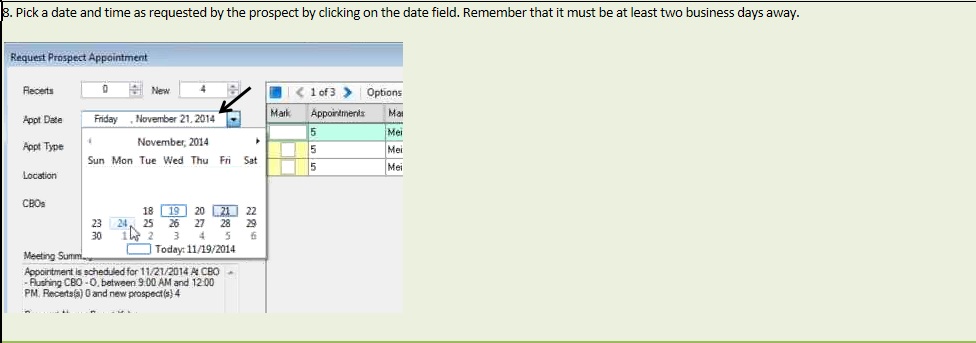 8. Pick a date and time as requested by the prospect by clicking on the date field. Remember that it must be at least two business days away.
Request Prospect Appointment
Recerts 0 New 4
1 of 3 Options
Appt Date Friday , November 21, 2014
Mark Appointments Ma
5 Mei
Appt Type November, 2014
5 Mei
Sun Mon Tue Wed Thu Fri Sat
5 Mei
Location
CBOs
18 19 20 21 22
23 24 25 26 27 28 29
30 1 2 3 4 5 6
Today: 11/19/2014
Meeting Summ
Appointment is scheduled for 11/21/2014 At CBO
- Flushing CBO - O, between 9:00 AM and 12:00
PM. Recerts(s) 0 and new prospect(s) 4